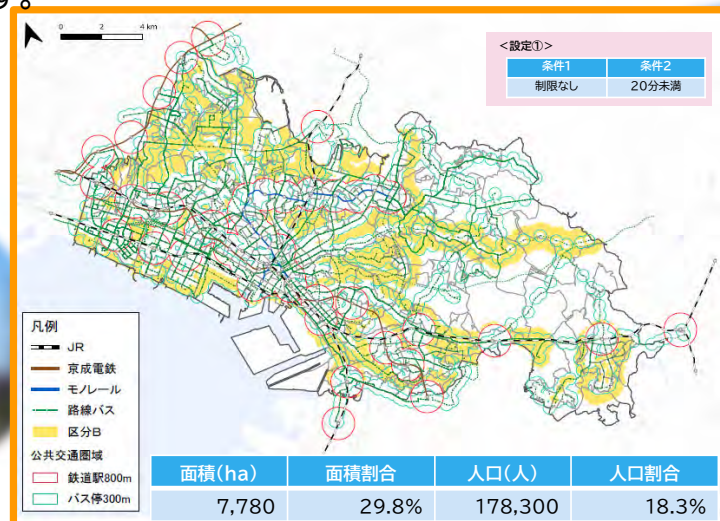 す。
0 2 4 km
<設定①>
条件1 条件2
制限なし 20分未満
凡例
JR
京成電鉄
モノレール
路線バス
区分B
公共交通圏域
鉄道駅800m
バス停300m
面積(ha) 面積割合 人口(人) 人口割合
7,780 29.8% 178,300 18.3%